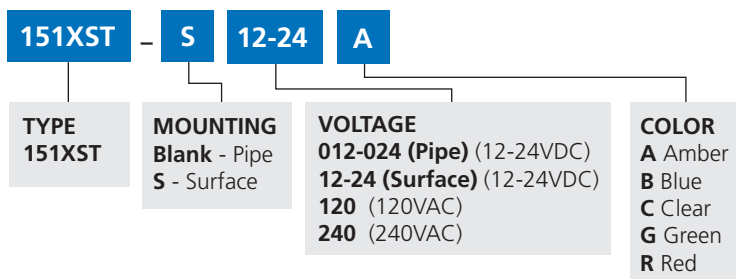 151XST – S 12-24 A
TYPE
151XST
MOUNTING
Blank - Pipe
S - Surface
VOLTAGE
012-024 (Pipe) (12-24VDC)
12-24 (Surface) (12-24VDC)
120 (120VAC)
240 (240VAC)
COLOR
A Amber
B Blue
C Clear
G Green
R Red